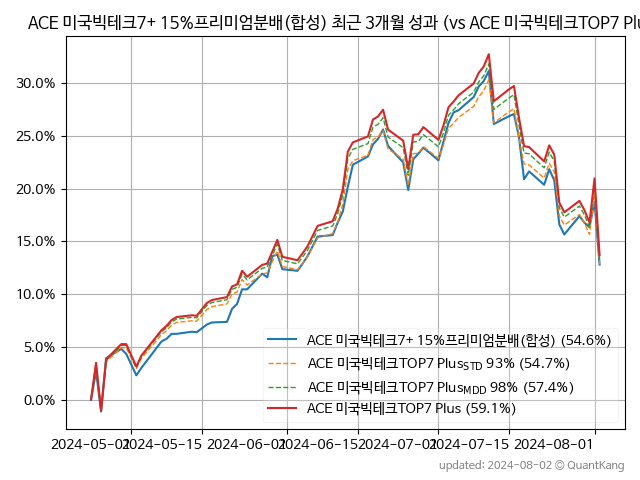 ACE 미국빅테크7+ 15%프리미엄분배(합성) 최근 3개월 성과 (vs ACE 미국빅테크TOP7 Plu
30.0%
25.0%
20.0%
15.0%
10.0%
5.0%
0.0%
ACE 미국빅테크7+ 15%프리미엄분배(합성) (54.6%)
ACE 미국빅테크TOP7 PlusSTD 93% (54.7%)
ACE 미국빅테크TOP7 PlusMDD 98% (57.4%)
ACE 미국빅테크TOP7 Plus (59.1%)
2024-05-01 2024-05-15 2024-06-01 2024-06-15 2024-07-01 2024-07-15 2024-08-01
updated: 2024-08-02 © QuantKang